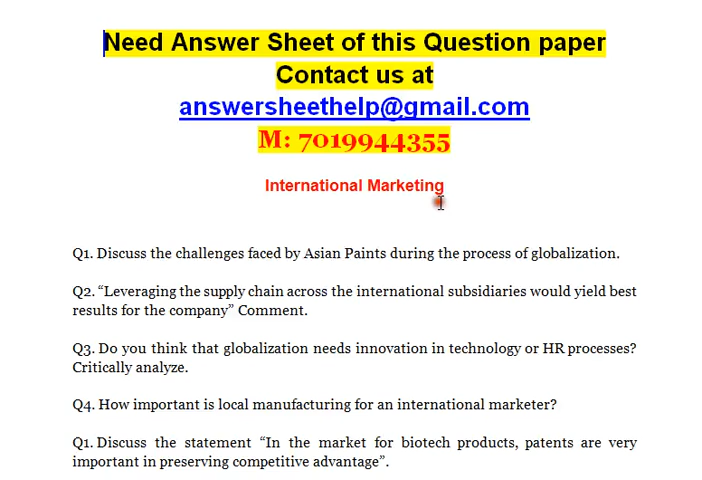 Need Answer Sheet of this Question paper
Contact us at
answersheethelp@gmail.com
M: 7019944355
International Marketing
Q1. Discuss the challenges faced by Asian Paints during the process of globalization.
Q2. “Leveraging the supply chain across the international subsidiaries would yield best
results for the company” Comment.
Q3. Do you think that globalization needs innovation in technology or HR processes?
Critically analyze.
Q4. How important is local manufacturing for an international marketer?
Q1. Discuss the statement “In the market for biotech products, patents are very
important in preserving competitive advantage”.